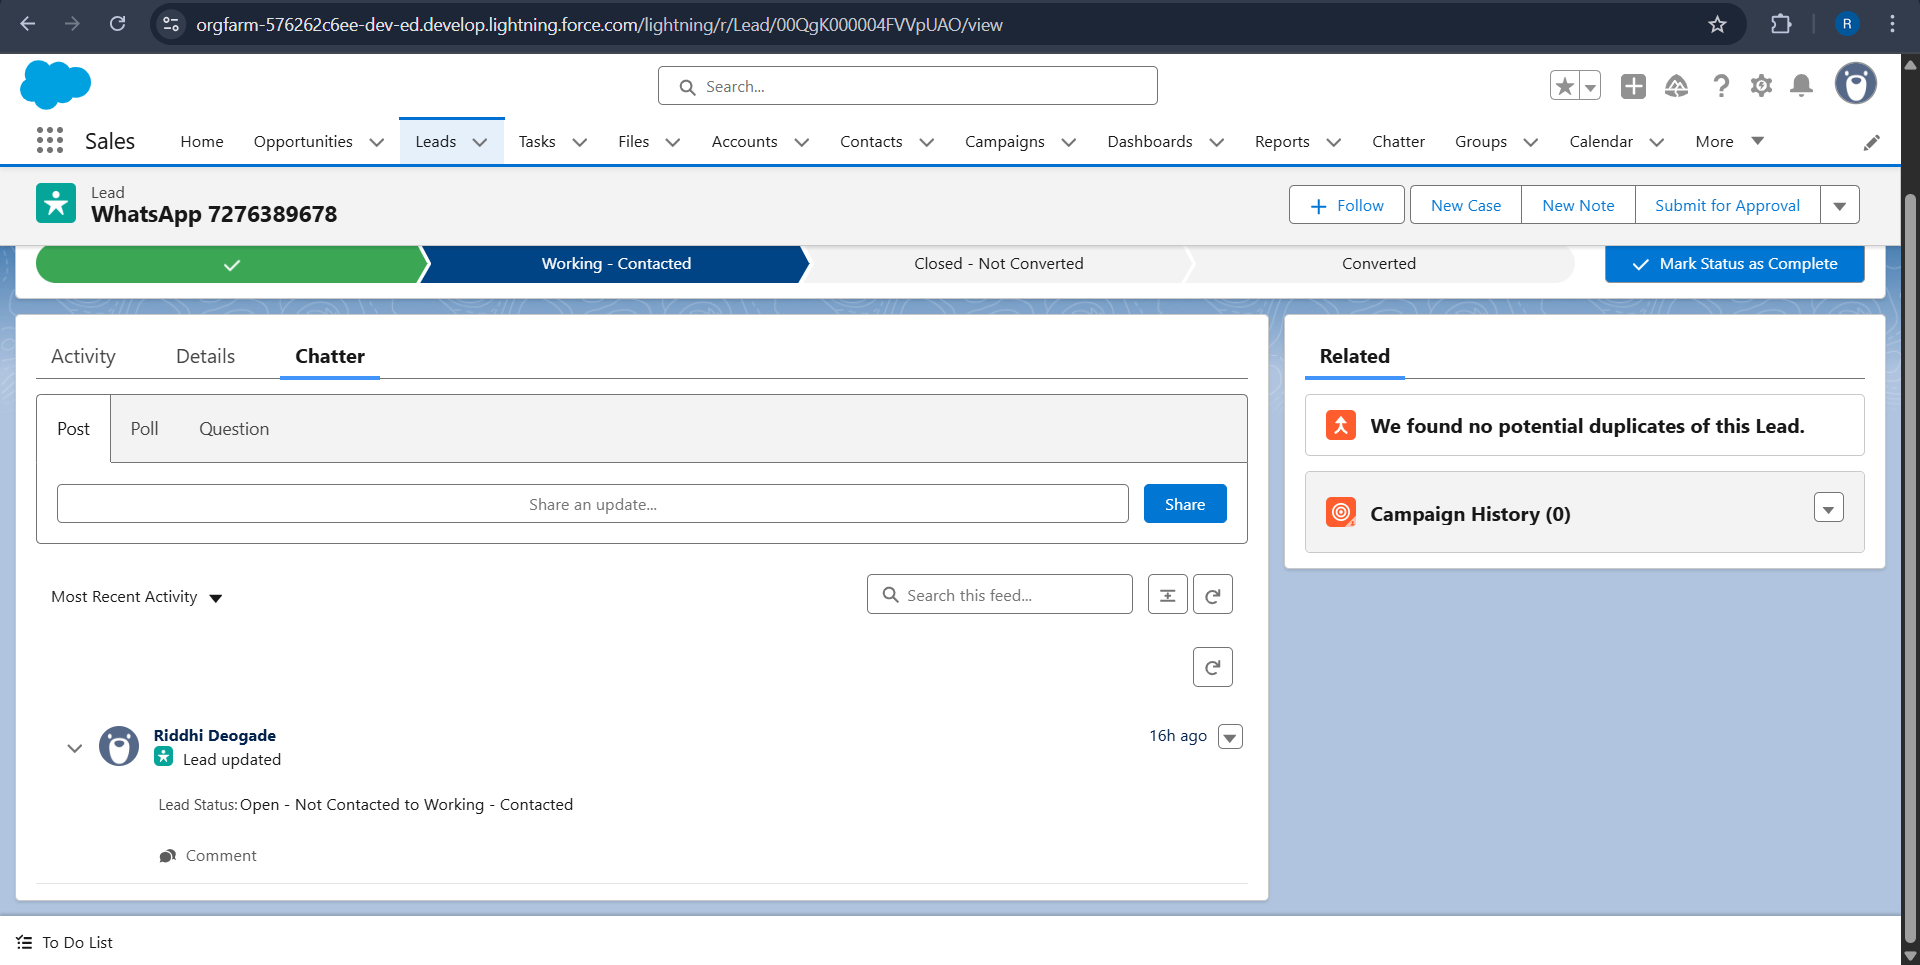 orgfarm-576262c6ee-dev-ed.develop.lightning.force.com/lightning/r/Lead/00QgK000004FVVpUAO/view
R
Search...
Sales Home Opportunities Leads Tasks Files Accounts Contacts Campaigns Dashboards Reports Chatter Groups Calendar More
Lead
WhatsApp 7276389678
Follow New Case New Note Submit for Approval
Working - Contacted Closed - Not Converted Converted Mark Status as Complete
Activity Details Chatter
Post Poll Question
Share an update... Share
Most Recent Activity Search this feed...
Riddhi Deogade 16h ago
Lead updated
Lead Status: Open - Not Contacted to Working - Contacted
Comment
Related
We found no potential duplicates of this Lead.
Campaign History (0)
To Do List